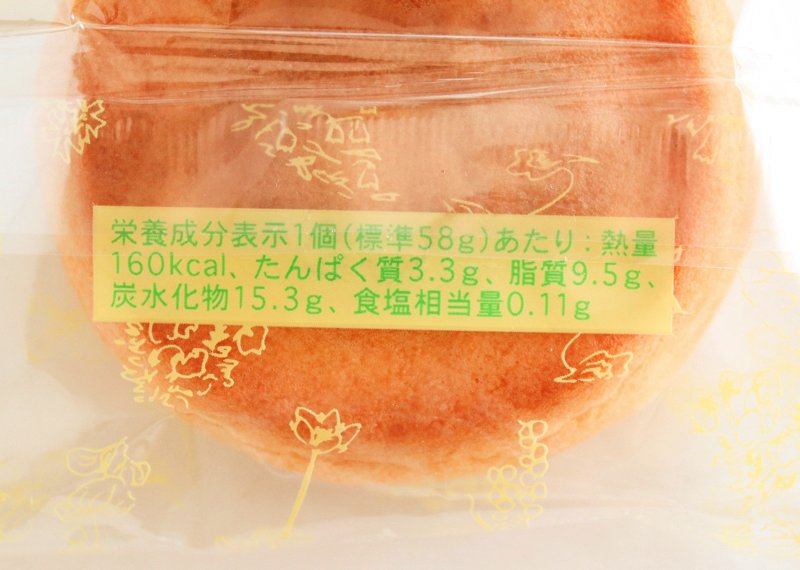 栄養成分表示1個(標準58g)あたり:熱量
160kcal、たんぱく質3.3g、脂質9.5g、
炭水化物15.3g、食塩相当量0.11g